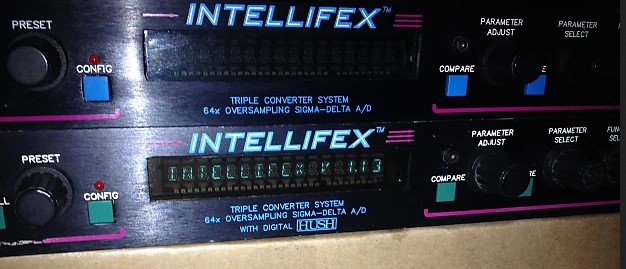 INTELLIFEX™
PRESET
CONFIG
PARAMETER
ADJUST
PARAMETER
SELECT
COMPARE
TRIPLE CONVERTER SYSTEM
64x OVERSAMPLING SIGMA-DELTA A/D
INTELLIFEX™
PRESET
CONFIG
INTELLIFEX V 1.13
PARAMETER
ADJUST
PARAMETER
SELECT
COMPARE
TRIPLE CONVERTER SYSTEM
64x OVERSAMPLING SIGMA-DELTA A/D
WITH DIGITAL HUSH